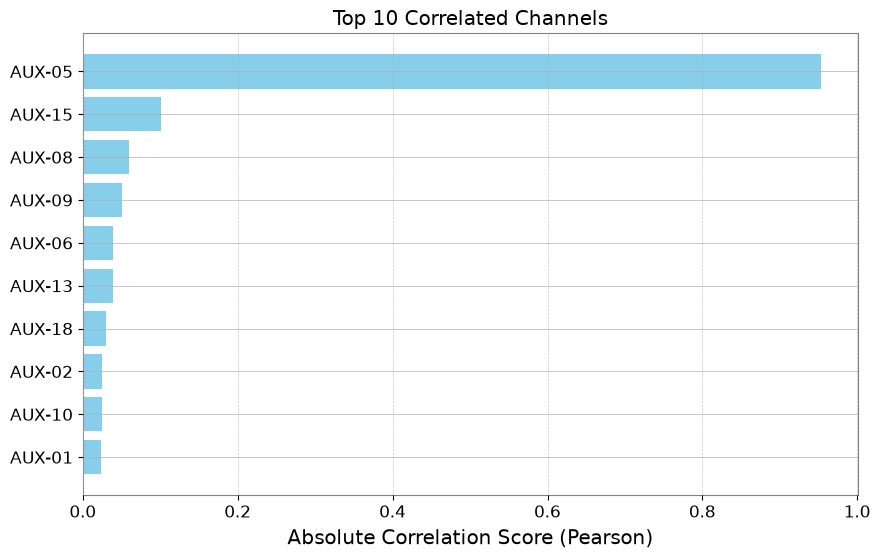 Top 10 Correlated Channels
AUX-05
AUX-15
AUX-08
AUX-09
AUX-06
AUX-13
AUX-18
AUX-02
AUX-10
AUX-01
0.0 0.2 0.4 0.6 0.8 1.0
Absolute Correlation Score (Pearson)